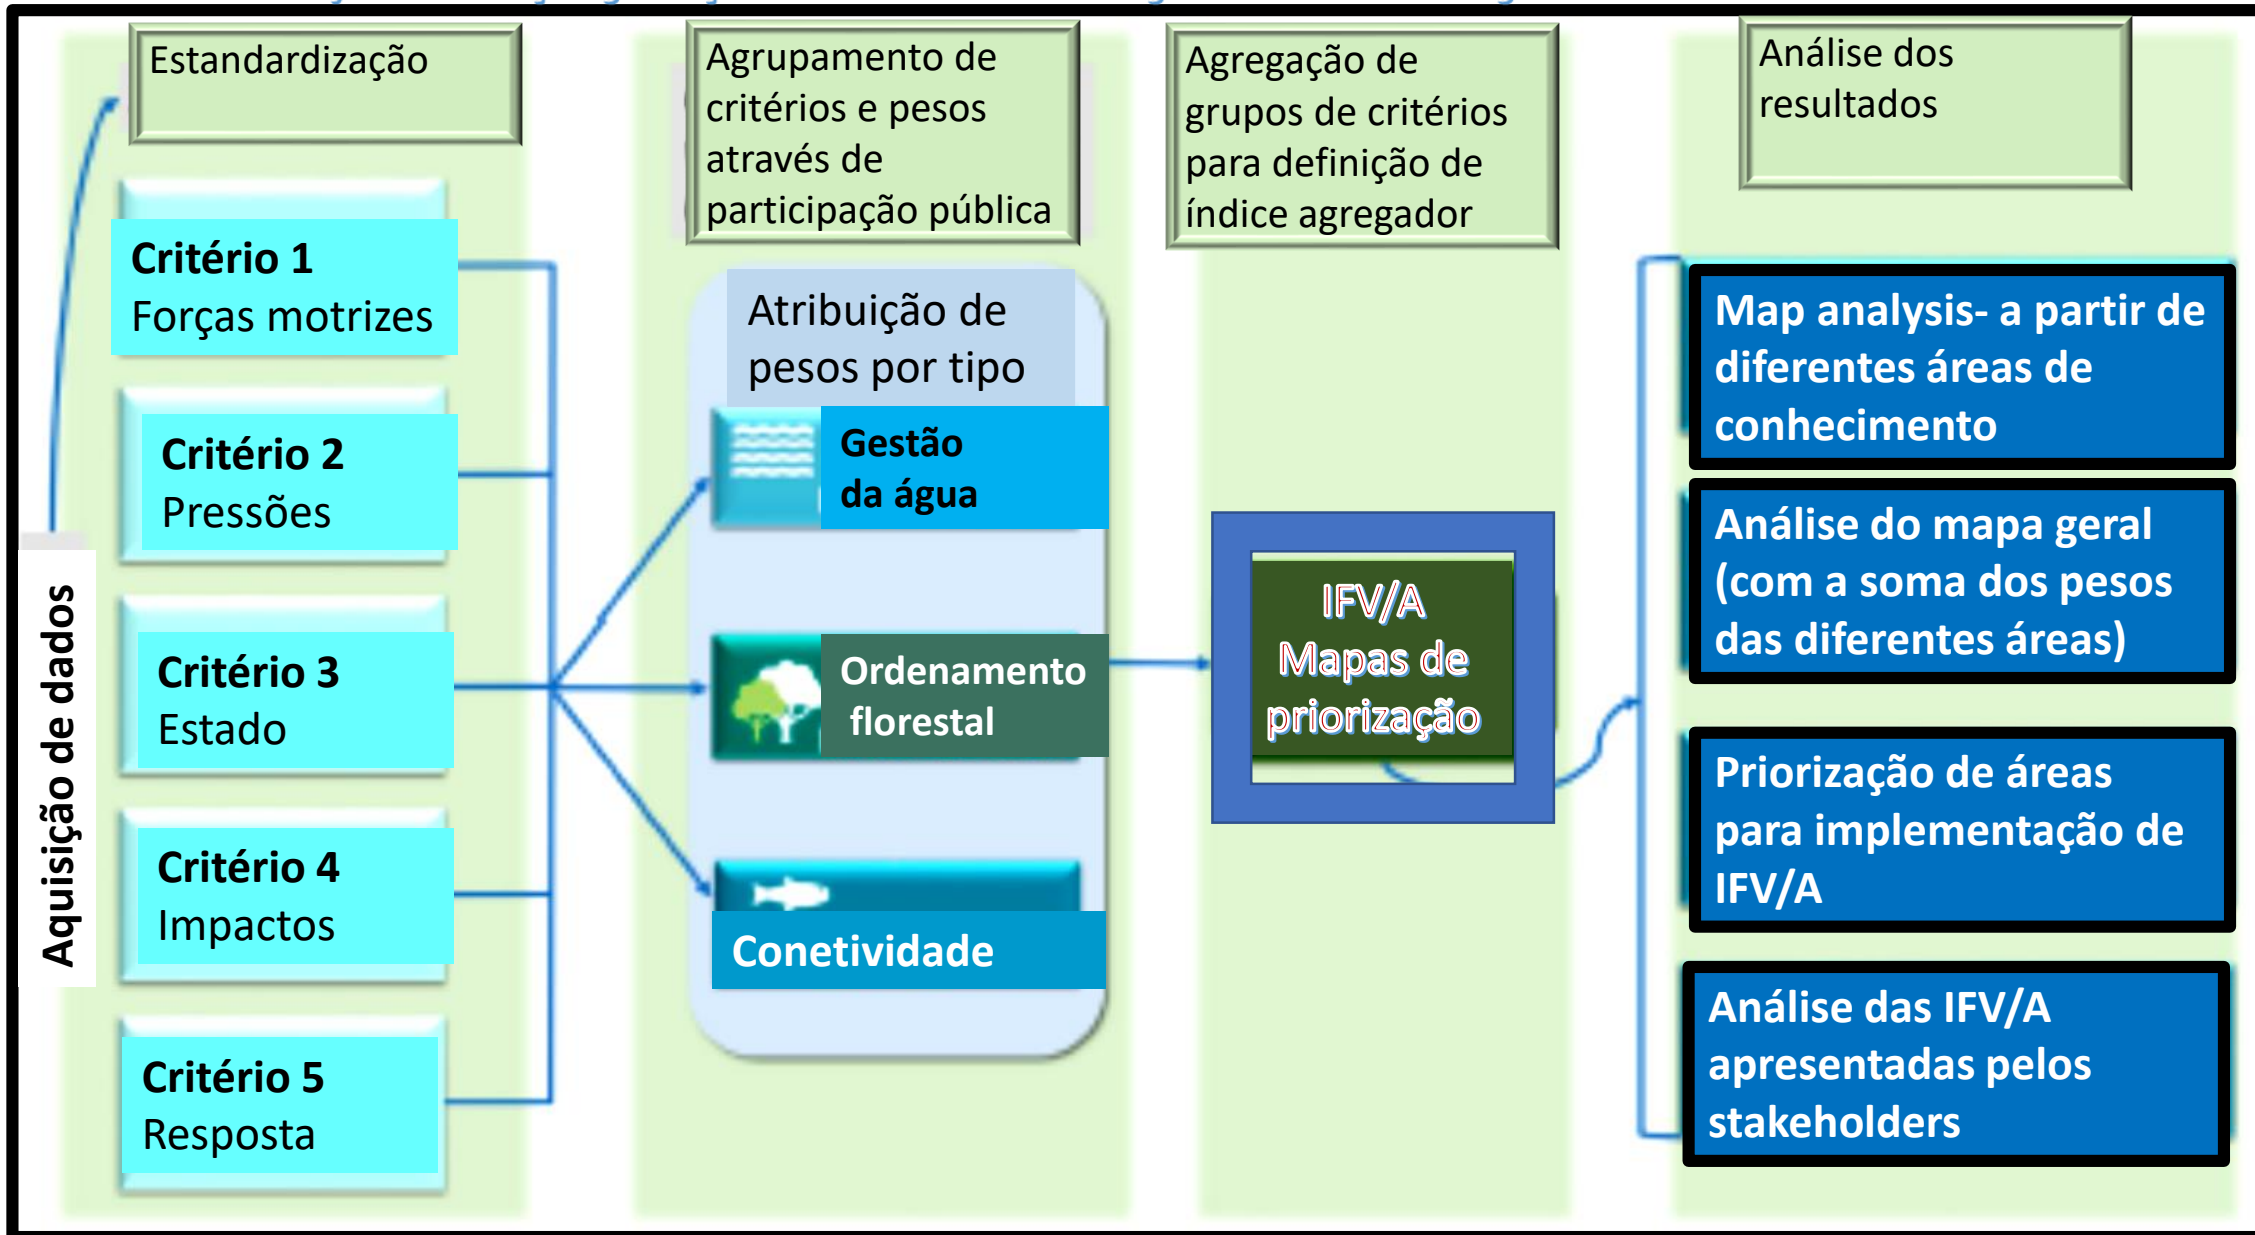 Estandardização
Agrupamento de
critérios e pesos
através de
participação pública
Agregação de
grupos de critérios
para definição de
índice agregador
Análise dos
resultados
Aquisição de dados
Critério 1
Forças motrizes
Critério 2
Pressões
Critério 3
Estado
Critério 4
Impactos
Critério 5
Resposta
Atribuição de
pesos por tipo
Gestão
da água
Ordenamento
florestal
Conetividade
IFV/A
Mapas de
priorização
Map analysis- a partir de
diferentes áreas de
conhecimento
Análise do mapa geral
(com a soma dos pesos
das diferentes áreas)
Priorização de áreas
para implementação de
IFV/A
Análise das IFV/A
apresentadas pelos
stakeholders